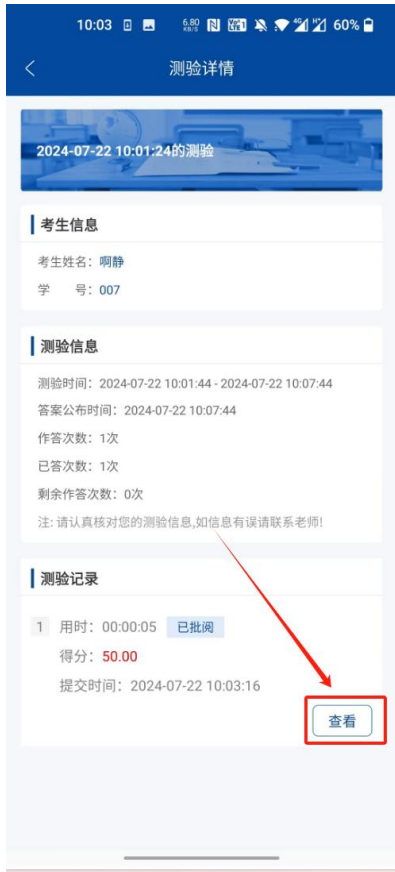 10:03 6.80 KB/S 4G 60%
测验详情
2024-07-22 10:01:24的测验
考生信息
考生姓名：啊静
学 号：007
测验信息
测验时间：2024-07-22 10:01:44 - 2024-07-22 10:07:44
答案公布时间：2024-07-22 10:07:44
作答次数：1次
已答次数：1次
剩余作答次数：0次
注: 请认真核对您的测验信息,如信息有误请联系老师!
测验记录
1 用时：00:00:05 已批阅
得分：50.00
提交时间：2024-07-22 10:03:16
查看